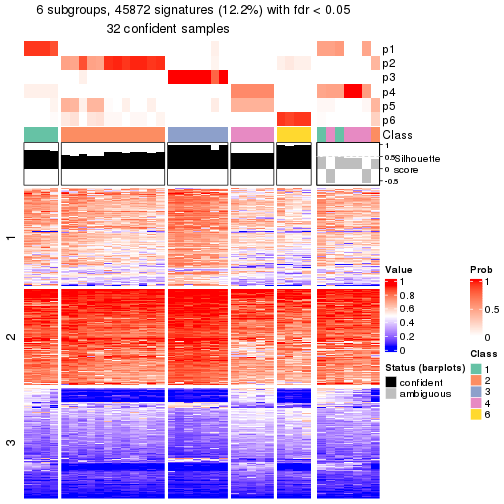 6 subgroups, 45872 signatures (12.2%) with fdr < 0.05
32 confident samples
p1
p2
p3
p4
p5
p6
Class
1
0.5
0
-0.5
Silhouette
score
1
2
3
Value
1
0.8
0.6
0.4
0.2
0
Status (barplots)
confident
ambiguous
Prob
1
0.5
0
Class
1
2
3
4
6